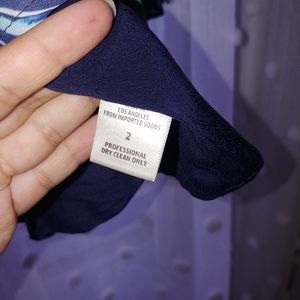 LOS ANGELES
FROM IMPORTED GOODS
2
PROFESSIONAL
DRY CLEAN ONLY